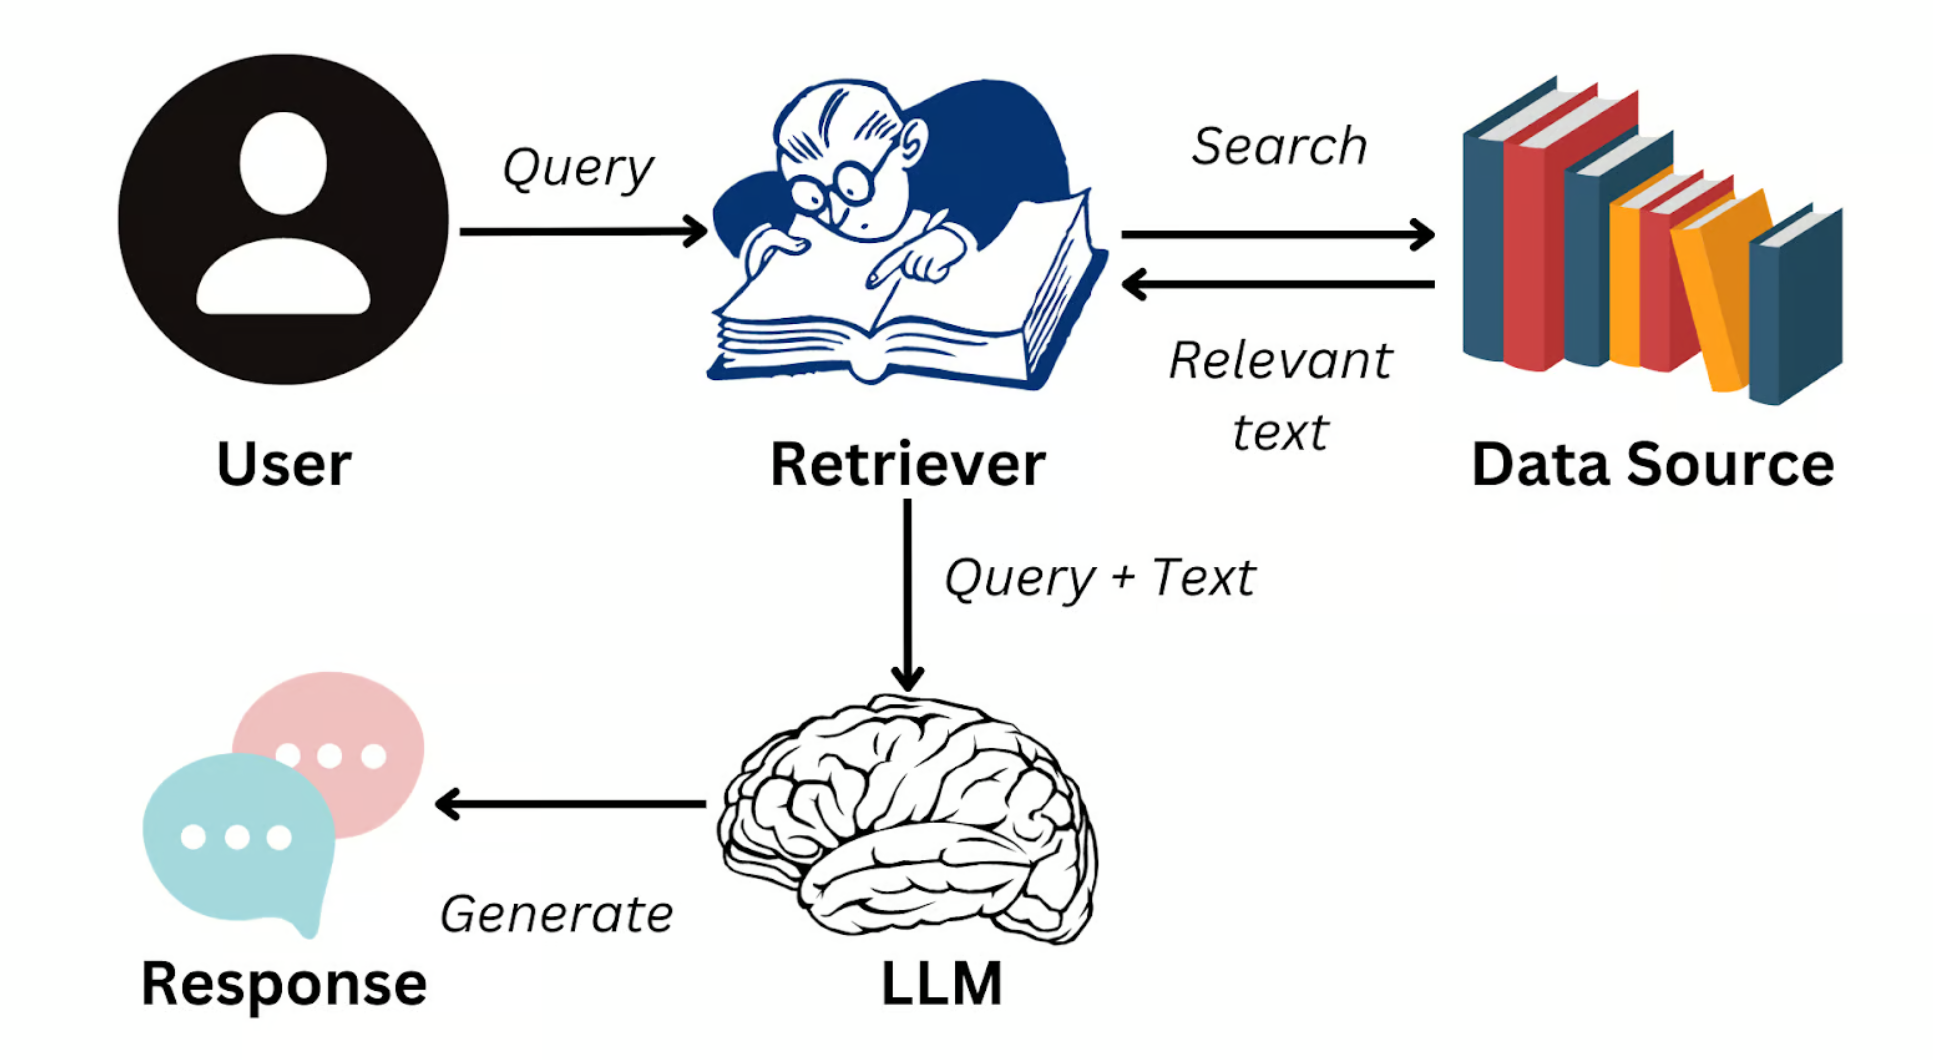 Query
Search
Relevant
text
User
Retriever
Data Source
Query + Text
Generate
Response
LLM